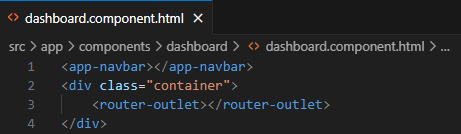 <> dashboard.component.html ×
src > app > components > dashboard > <> dashboard.component.html > ...
1 <app-navbar></app-navbar>
2 <div class="container">
3     <router-outlet></router-outlet>
4 </div>